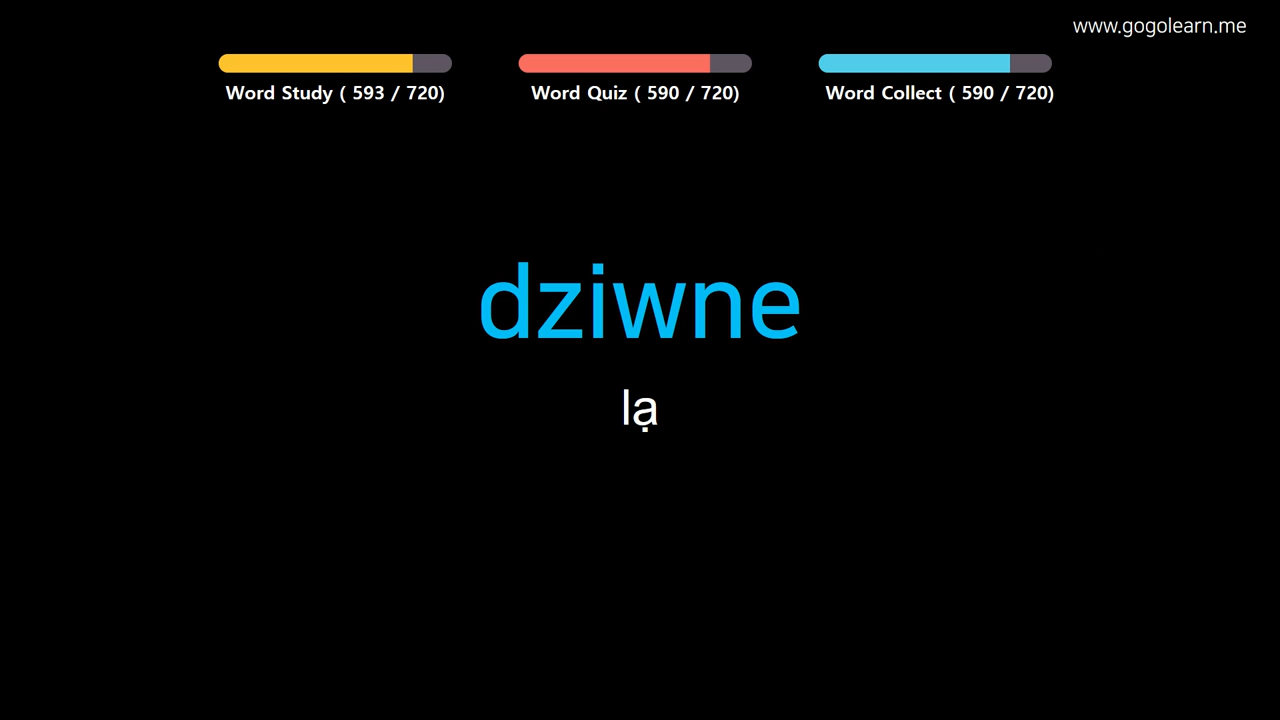 www.gogolearn.me
Word Study ( 593 / 720)
Word Quiz ( 590 / 720)
Word Collect ( 590 / 720)
dziwne
lạ